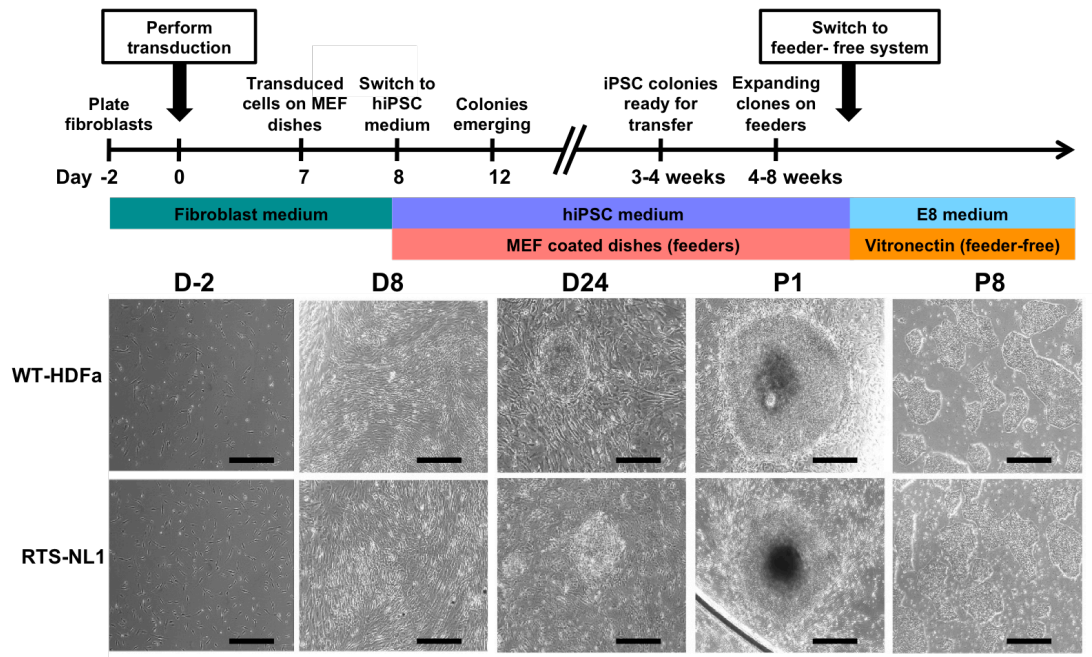 Perform
transduction
Switch to
feeder- free system
Plate
fibroblasts
Transduced
cells on MEF
dishes
Switch to
hiPSC
medium
Colonies
emerging
iPSC colonies
ready for
transfer
Expanding
clones on
feeders
Day -2 0 7 8 12 3-4 weeks 4-8 weeks
Fibroblast medium hiPSC medium E8 medium
MEF coated dishes (feeders) Vitronectin (feeder-free)
D-2 D8 D24 P1 P8
WT-HDFa
RTS-NL1